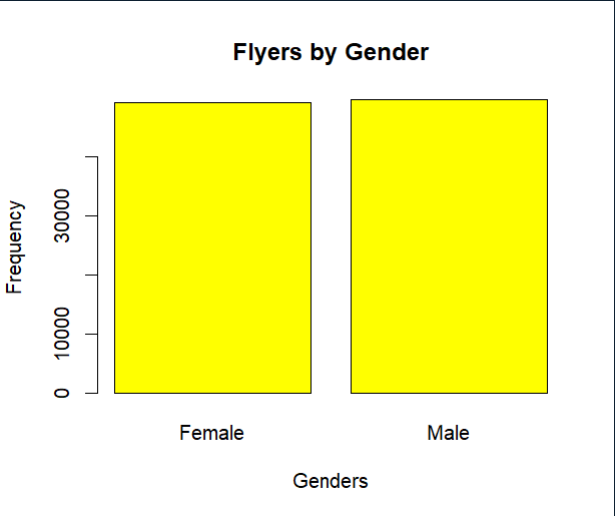 Flyers by Gender
Frequency
30000
10000
0
Female Male
Genders